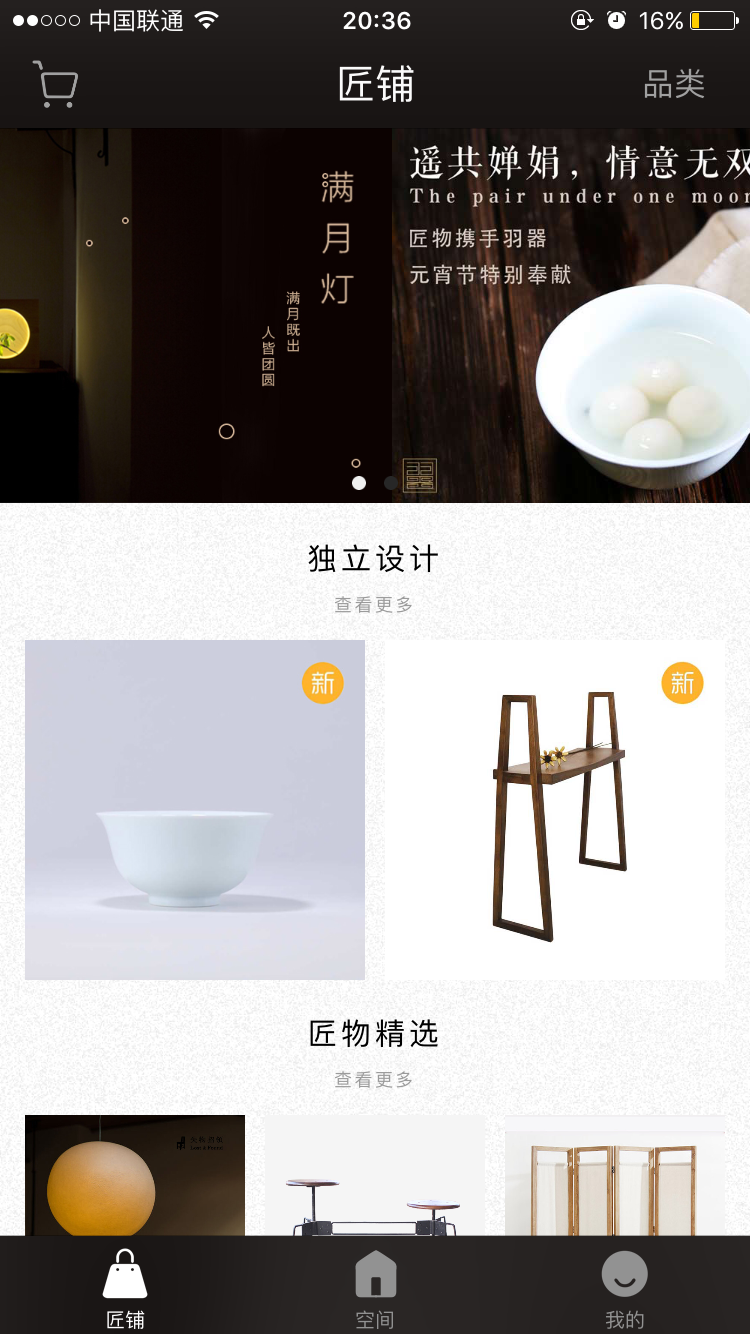 中国联通
20:36
16%
匠铺
品类
满月灯
满月既出
人皆团圆
遥共婵娟，情意无双
The pair under one moon
匠物携手羽器
元宵节特别奉献
独立设计
查看更多
新
新
匠物精选
查看更多
匠铺
空间
我的